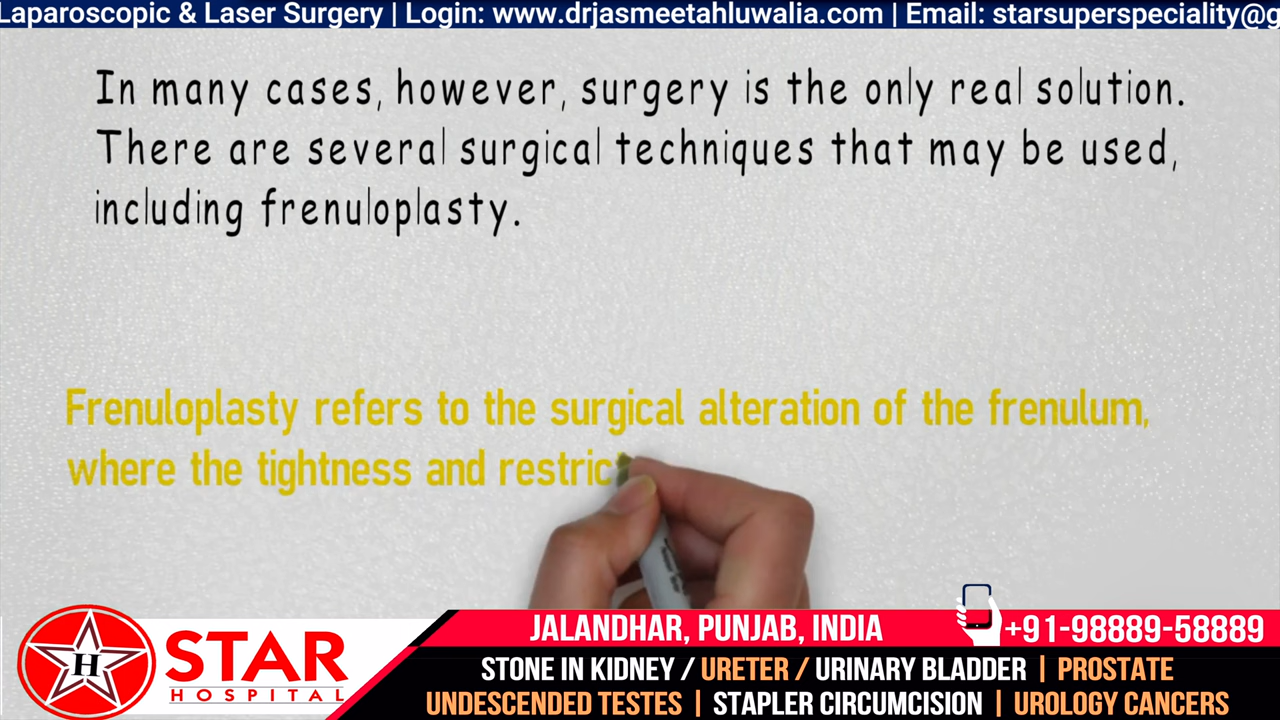 Laparoscopic & Laser Surgery | Login: www.drjasmeetahluwalia.com | Email: starsuperspeciality@g
In many cases, however, surgery is the only real solution.
There are several surgical techniques that may be used,
including frenuloplasty.
Frenuloplasty refers to the surgical alteration of the frenulum,
where the tightness and restric
H
STAR
HOSPITAL
JALANDHAR, PUNJAB, INDIA
+91-98889-58889
STONE IN KIDNEY / URETER / URINARY BLADDER | PROSTATE
UNDESCENDED TESTES | STAPLER CIRCUMCISION | UROLOGY CANCERS